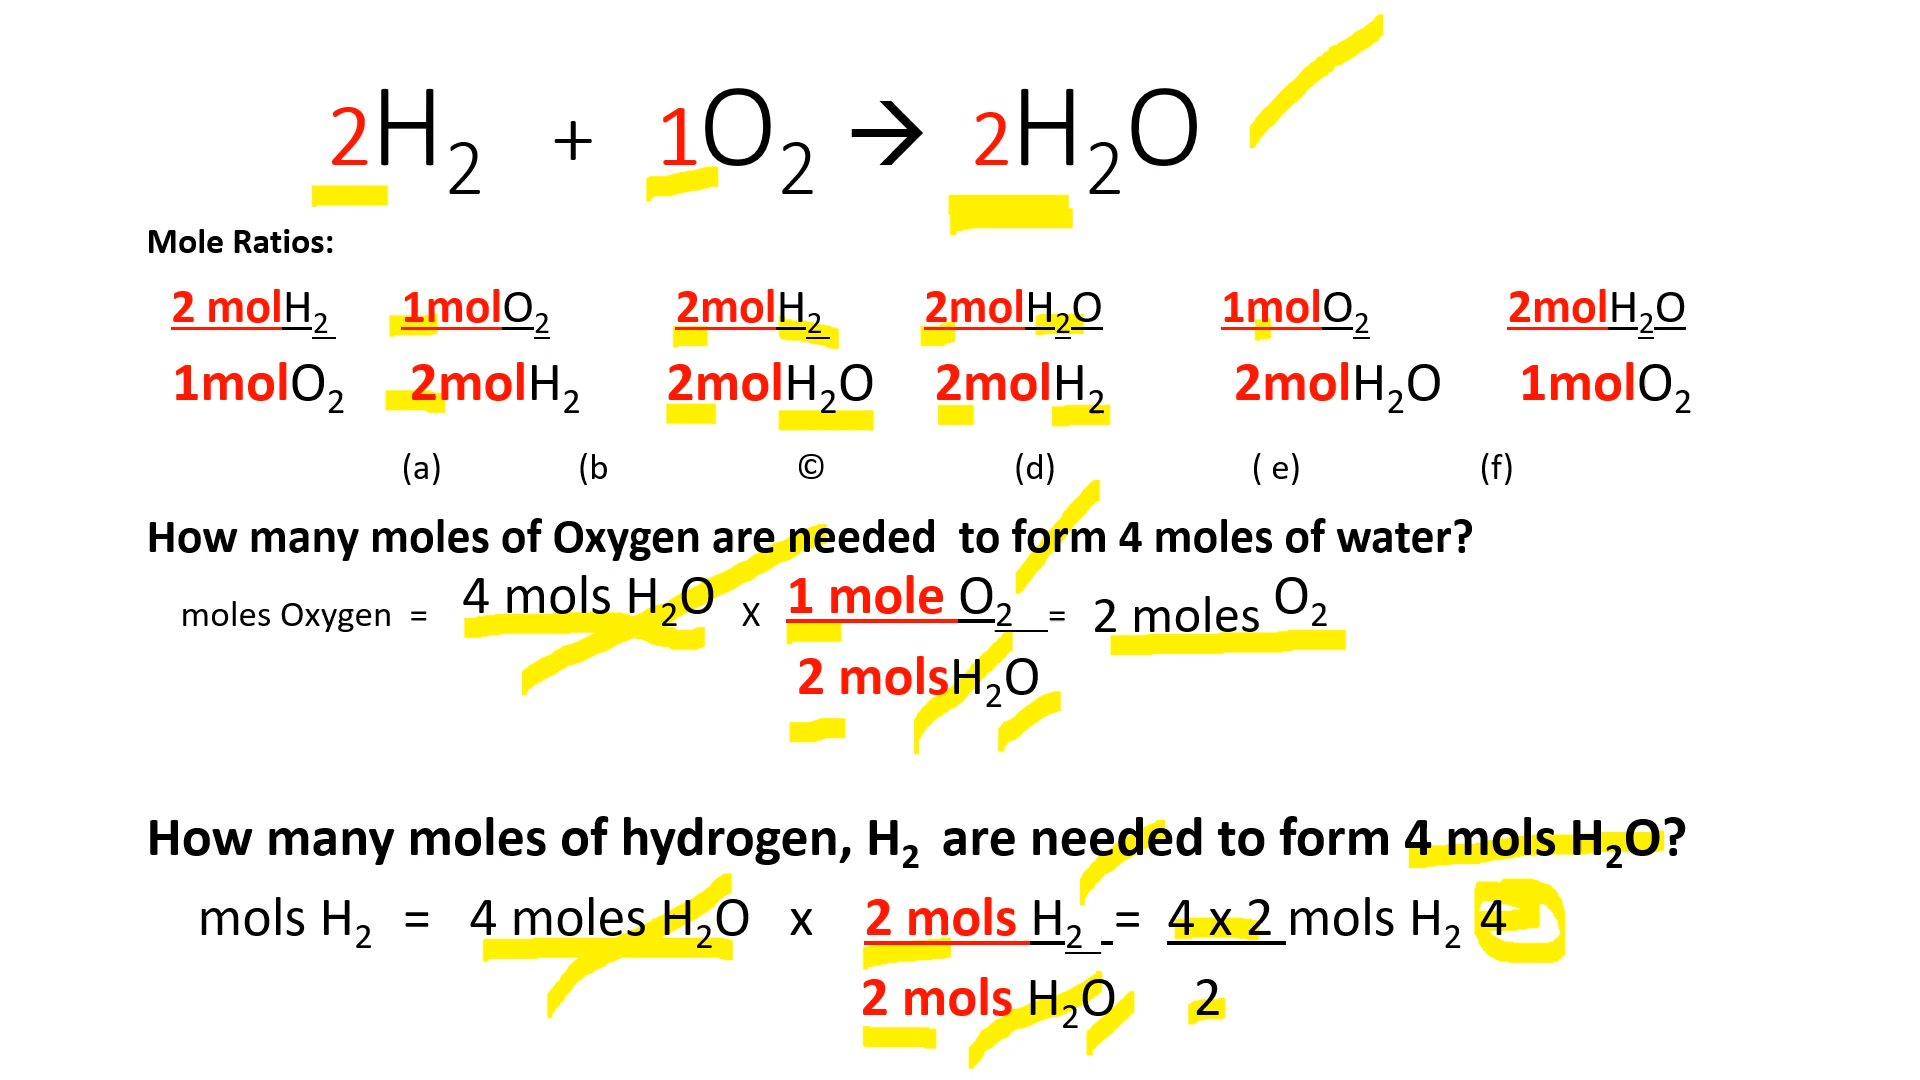 2H₂ + 1O₂ → 2H₂O
Mole Ratios:
2 molH₂ 1molO₂ 2molH₂ 2molH₂O 1molO₂ 2molH₂O
1molO₂ 2molH₂ 2molH₂O 2molH₂ 2molH₂O 1molO₂
(a) (b © (d) ( e) (f)
How many moles of Oxygen are needed to form 4 moles of water?
moles Oxygen = 4 mols H₂O X 1 mole O₂ = 2 moles O₂
2 molsH₂O
How many moles of hydrogen, H₂ are needed to form 4 mols H₂O?
mols H₂ = 4 moles H₂O x 2 mols H₂ = 4 x 2 mols H₂ 4
2 mols H₂O 2